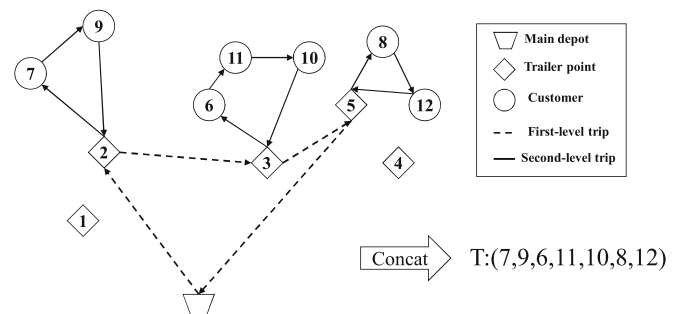 9
7
2
1
11
10
6
3
8
5
12
4
Main depot
Trailer point
Customer
First-level trip
Second-level trip
Concat
T:(7,9,6,11,10,8,12)